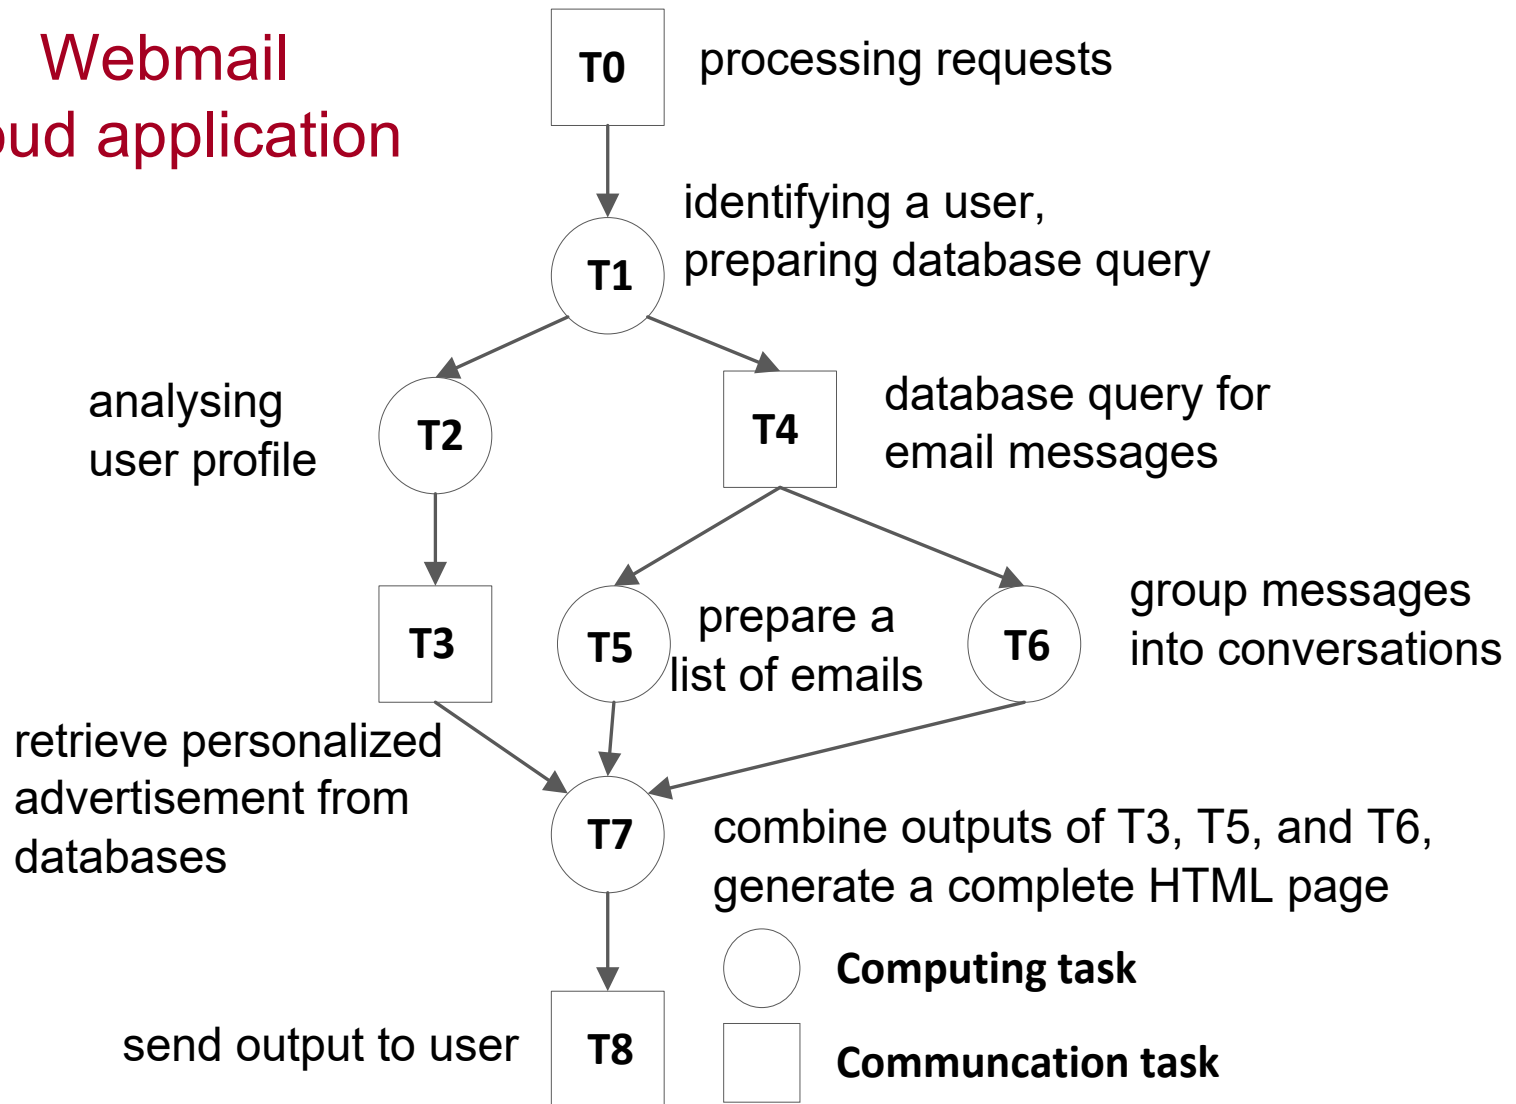 Webmail
oud application
T0
processing requests
identifying a user,
preparing database query
T1
analysing
user profile
T2
T4
database query for
email messages
T3
T5
prepare a
list of emails
T6
group messages
into conversations
retrieve personalized
advertisement from
databases
T7
combine outputs of T3, T5, and T6,
generate a complete HTML page
Computing task
send output to user
T8
Communcation task